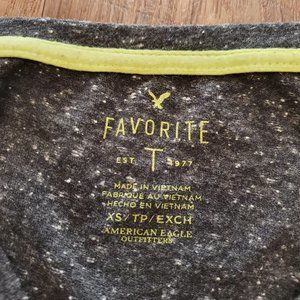 FAVORITE
EST T 1977
MADE IN VIETNAM
FABRIQUÉ AU VIETNAM
HECHO EN VIETNAM
XS/TP/EXCH
AMERICAN EAGLE
OUTFITTERS